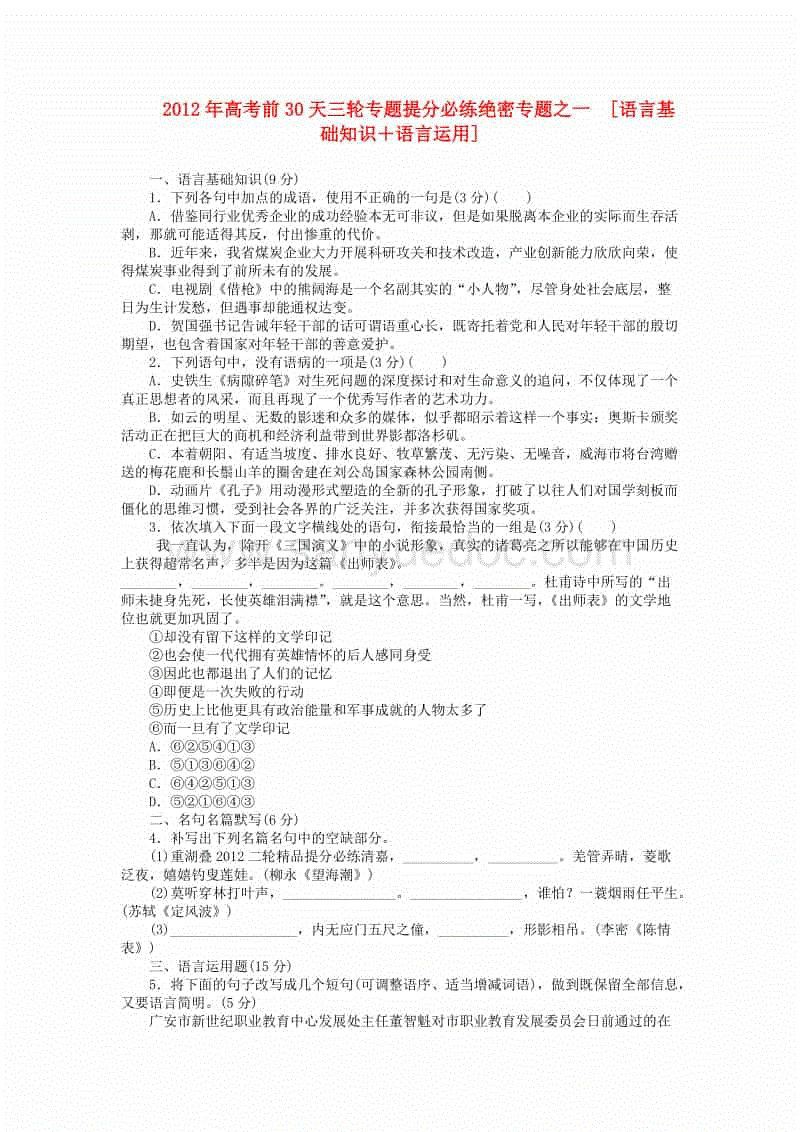 2012年高考前30天三轮专题提分必练绝密专题之一 [语言基
础知识＋语言运用]
一、语言基础知识(9分)
1．下列各句中加点的成语，使用不正确的一句是(3分)(  )
A．借鉴同行业优秀企业的成功经验本无可非议，但是如果脱离本企业的实际而生吞活
剥，那就可能适得其反，付出惨重的代价。
B．近年来，我省煤炭企业大力开展科研攻关和技术改造，产业创新能力欣欣向荣，使
得煤炭事业得到了前所未有的发展。
C．电视剧《借枪》中的熊阔海是一个名副其实的“小人物”，尽管身处社会底层，整
日为生计发愁，但遇事却能通权达变。
D．贺国强书记告诫年轻干部的话可谓语重心长，既寄托着党和人民对年轻干部的殷切
期望，也包含着国家对年轻干部的善意爱护。
2．下列语句中，没有语病的一项是(3分)(  )
A．史铁生《病隙碎笔》对生死问题的深度探讨和对生命意义的追问，不仅体现了一个
真正思想者的风采，而且再现了一个优秀写作者的艺术功力。
B．如云的明星、无数的影迷和众多的媒体，似乎都昭示着这样一个事实：奥斯卡颁奖
活动正在把巨大的商机和经济利益带到世界影都洛杉矶。
C．本着朝阳、有适当坡度、排水良好、牧草繁茂、无污染、无噪音，威海市将台湾赠
送的梅花鹿和长鬃山羊的圈舍建在刘公岛国家森林公园南侧。
D．动画片《孔子》用动漫形式塑造的全新的孔子形象，打破了以往人们对国学刻板而
僵化的思维习惯，受到社会各界的广泛关注，并多次获得国家奖项。
3．依次填入下面一段文字横线处的语句，衔接最恰当的一组是(3分)(  )
我一直认为，除开《三国演义》中的小说形象，真实的诸葛亮之所以能够在中国历史
上获得超常名声，多半是因为这篇《出师表》。
________，________，________。________，________，________。杜甫诗中所写的“出
师未捷身先死，长使英雄泪满襟”，就是这个意思。当然，杜甫一写，《出师表》的文学地
位也就更加巩固了。
①却没有留下这样的文学印记
②也会使一代代拥有英雄情怀的后人感同身受
③因此也都退出了人们的记忆
④即便是一次失败的行动
⑤历史上比他更具有政治能量和军事成就的人物太多了
⑥而一旦有了文学印记
A．⑥②⑤④①③
B．⑤①③⑥④②
C．⑥④②⑤①③
D．⑤②①⑥④③
二、名句名篇默写(6分)
4．补写出下列名篇名句中的空缺部分。
(1)重湖叠2012二轮精品提分必练清嘉，__________，__________。羌管弄晴，菱歌
泛夜，嬉嬉钓叟莲娃。(柳永《望海潮》)
(2)莫听穿林打叶声，________________。________________，谁怕？一蓑烟雨任平生。
(苏轼《定风波》)
(3)__________________，内无应门五尺之僮，__________，形影相吊。(李密《陈情
表》)
三、语言运用题(15分)
5．将下面的句子改写成几个短句(可调整语序、适当增减词语)，做到既保留全部信息，
又要语言简明。(5分)
广安市新世纪职业教育中心发展处主任董智魁对市职业教育发展委员会日前通过的在